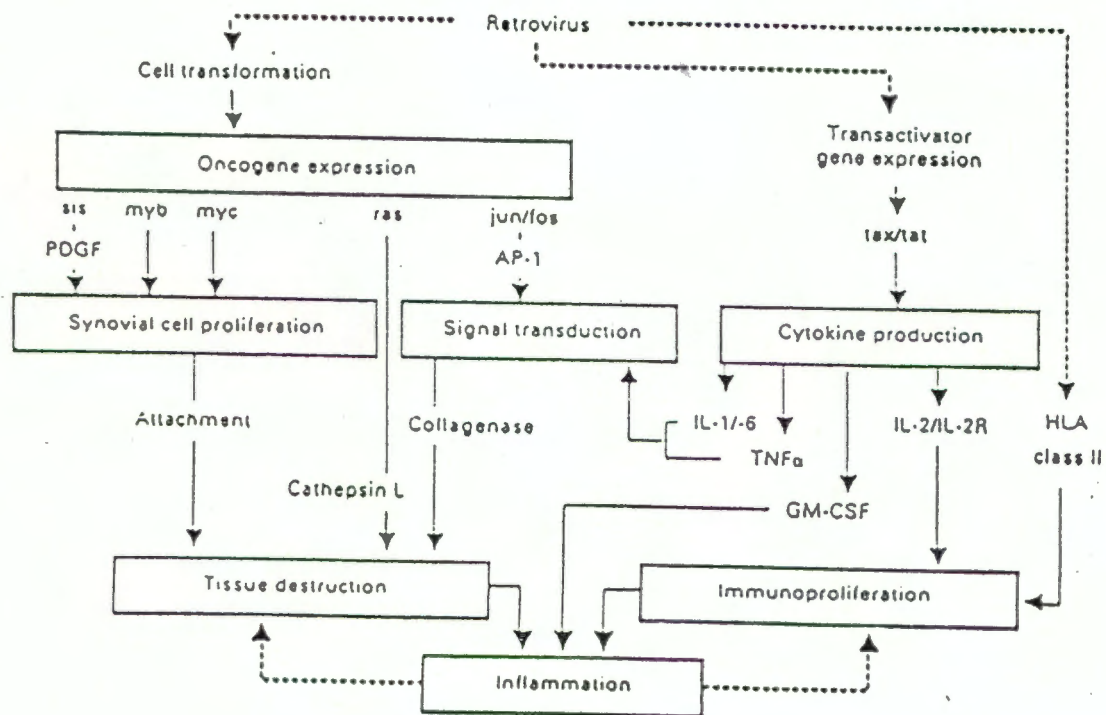 Retrovirus
Cell transformation
Transactivator
gene expression
Oncogene expression
sis myb myc ras jun/fos
tax/tat
PDGF AP-1
Synovial cell proliferation
Signal transduction
Cytokine production
Attachment
Collagenase
IL-1/-6
IL-2/IL-2R
HLA
class II
TNFα
Cathepsin L
GM-CSF
Tissue destruction
Immunoproliferation
Inflammation